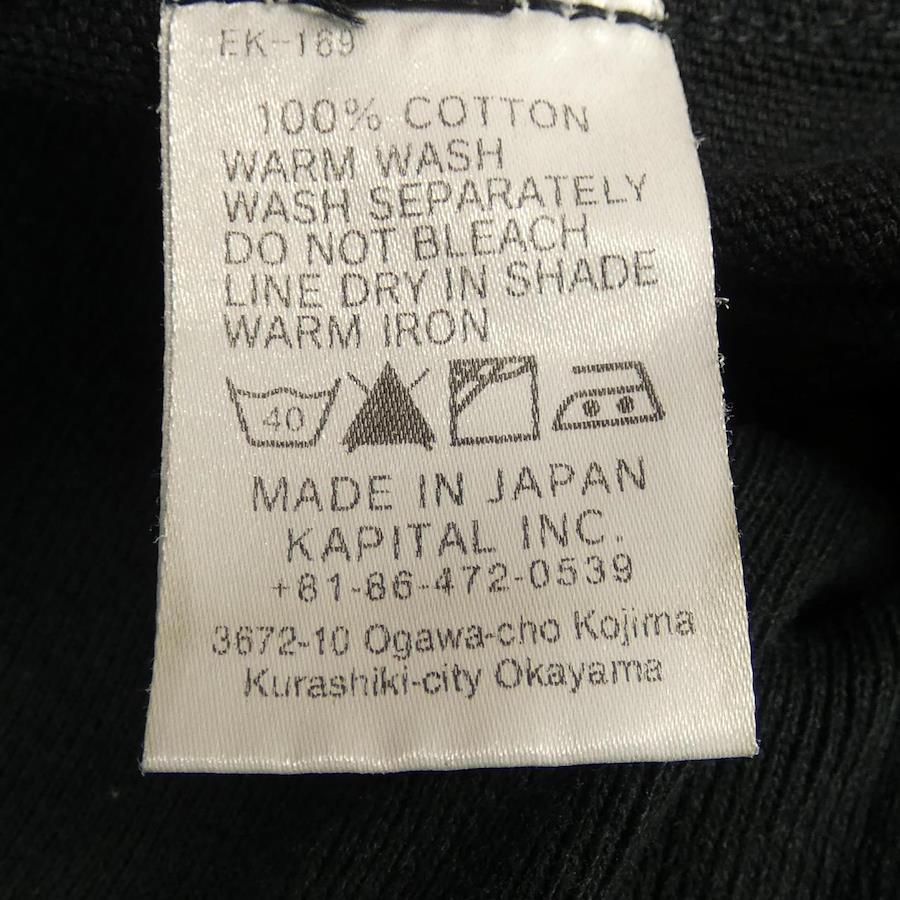 EK-169
100% COTTON
WARM WASH
WASH SEPARATELY
DO NOT BLEACH
LINE DRY IN SHADE
WARM IRON
40
MADE IN JAPAN
KAPITAL INC.
+81-86-472-0539
3672-10 Ogawa-cho Kojima
Kurashiki-city Okayama